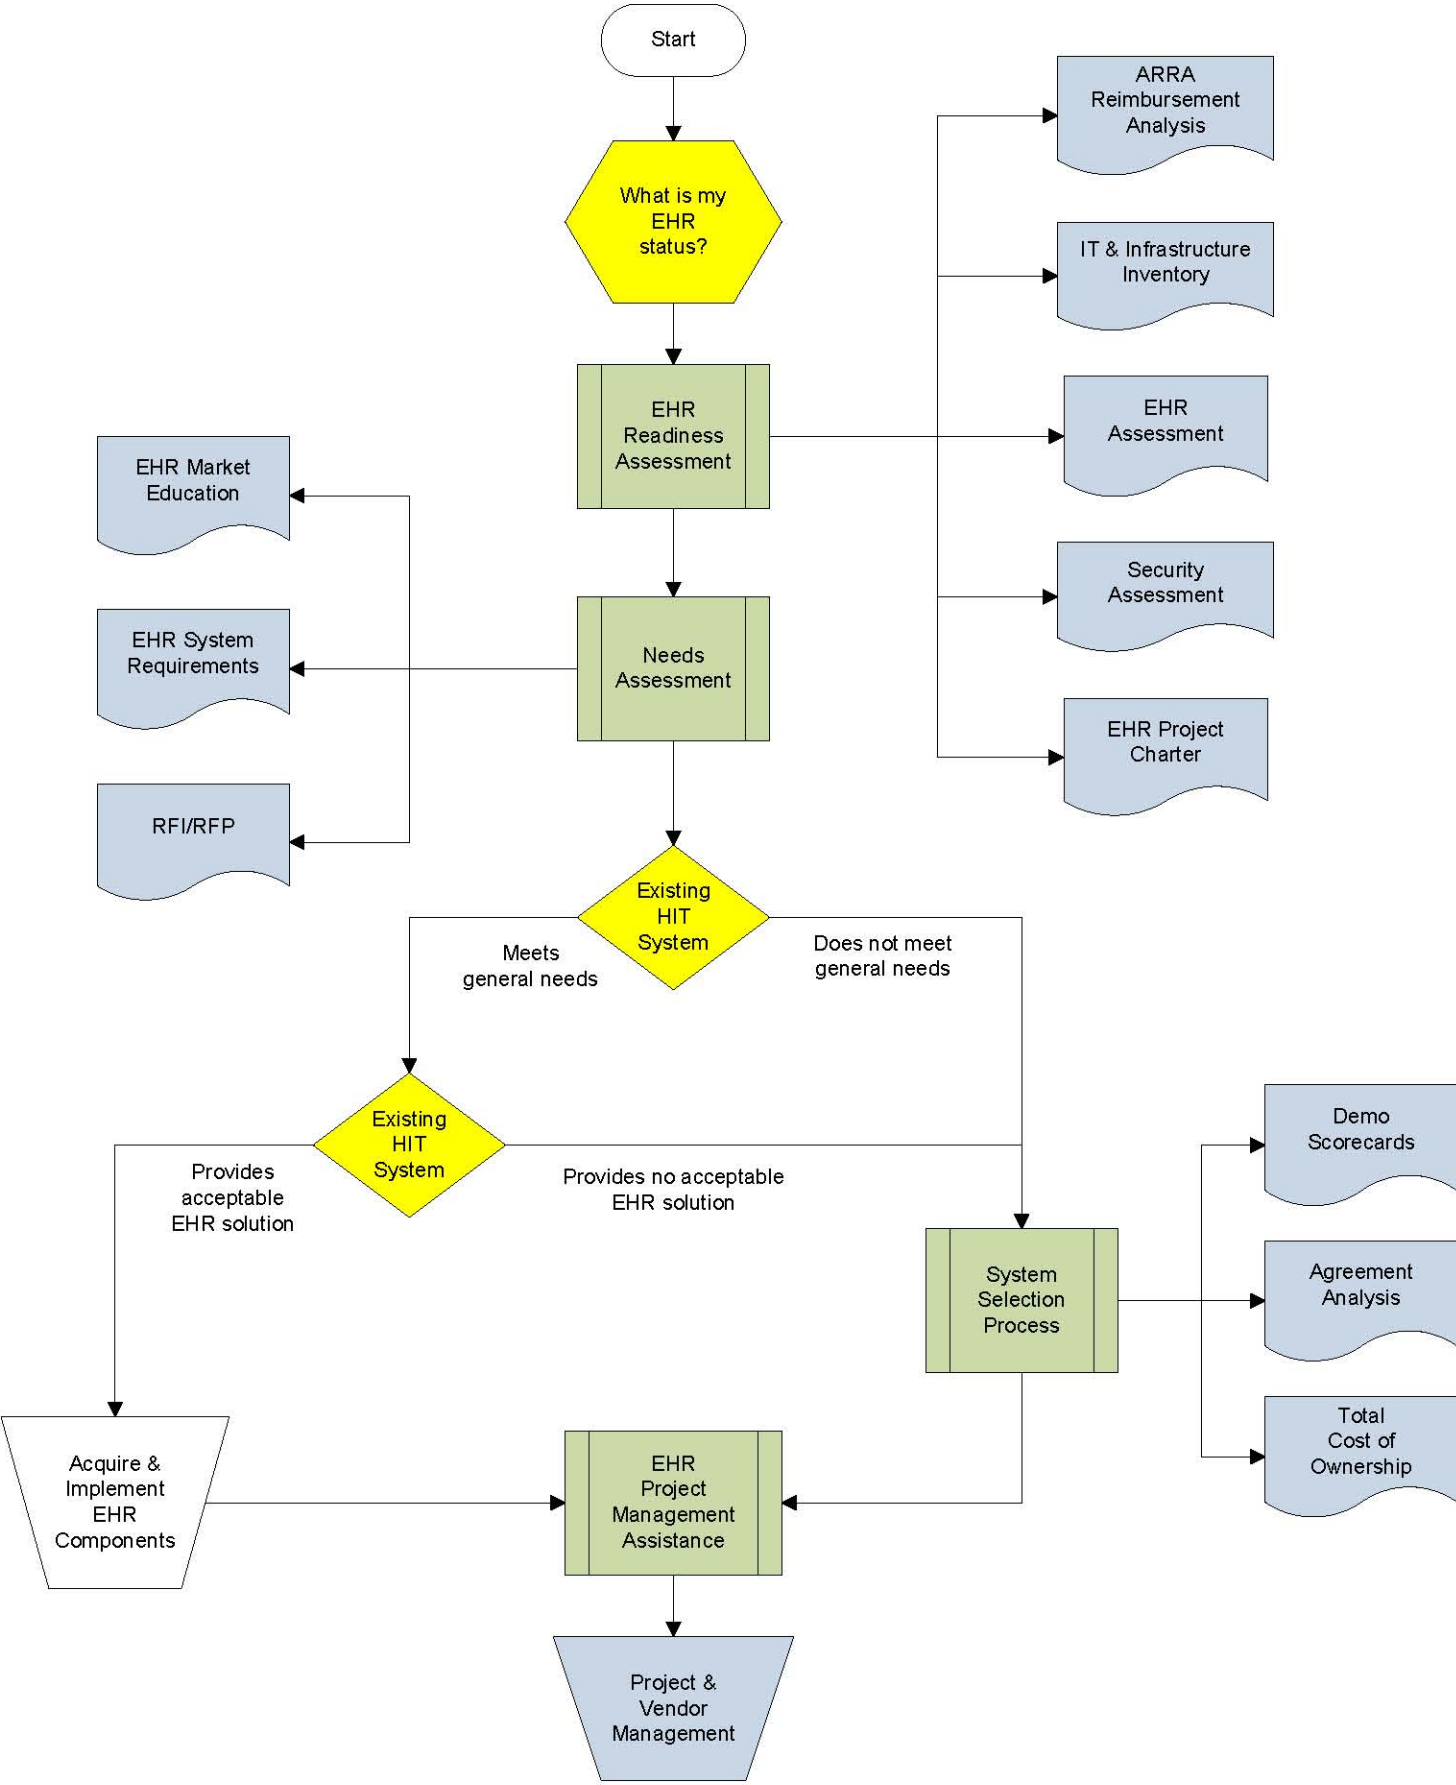 Start
What is my
EHR
status?
ARRA
Reimbursement
Analysis
IT & Infrastructure
Inventory
EHR
Readiness
Assessment
EHR
Assessment
EHR Market
Education
Security
Assessment
EHR System
Requirements
Needs
Assessment
EHR Project
Charter
RFI/RFP
Existing
HIT
System
Meets
general needs
Does not meet
general needs
Existing
HIT
System
Provides
acceptable
EHR solution
Provides no acceptable
EHR solution
Demo
Scorecards
System
Selection
Process
Agreement
Analysis
Total
Cost of
Ownership
Acquire &
Implement
EHR
Components
EHR
Project
Management
Assistance
Project &
Vendor
Management